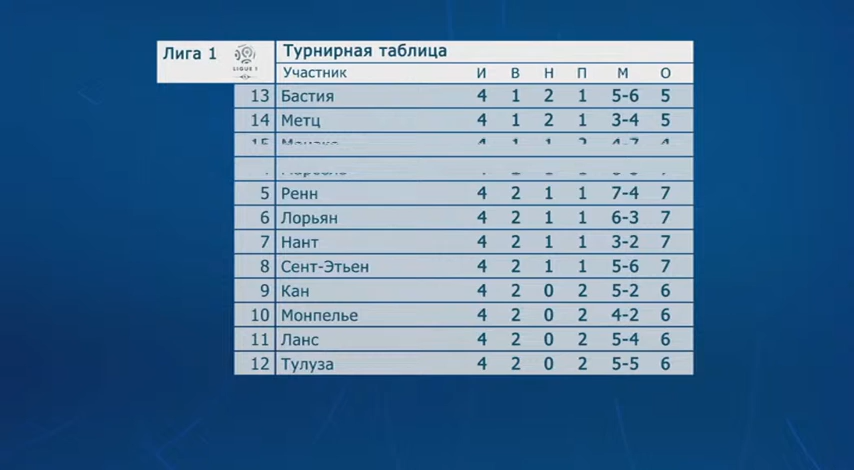 Лига 1
LIGUE 1
Турнирная таблица
Участник И В Н П М О
13 Бастия 4 1 2 1 5-6 5
14 Метц 4 1 2 1 3-4 5
5 Ренн 4 2 1 1 7-4 7
6 Лорьян 4 2 1 1 6-3 7
7 Нант 4 2 1 1 3-2 7
8 Сент-Этьен 4 2 1 1 5-6 7
9 Кан 4 2 0 2 5-2 6
10 Монпелье 4 2 0 2 4-2 6
11 Ланс 4 2 0 2 5-4 6
12 Тулуза 4 2 0 2 5-5 6